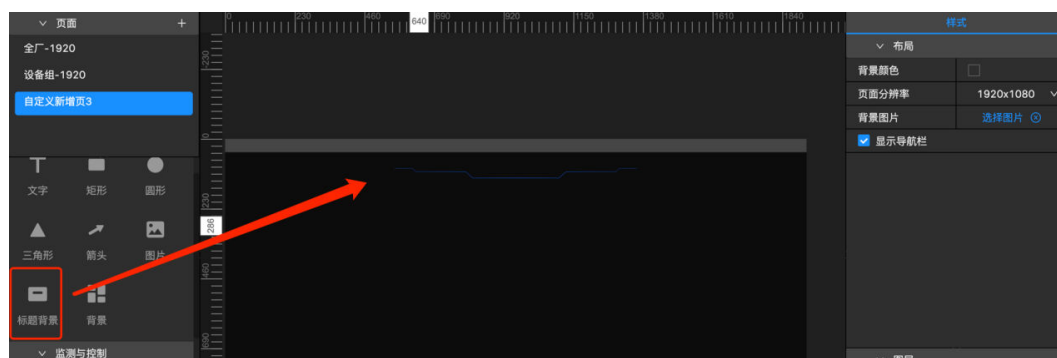 页面 +
全厂-1920
设备组-1920
自定义新增页3
文字 矩形 圆形
三角形 箭头 图片
标题背景 背景
监测与控制
0 230 460 640 690 920 1150 1380 1610 1840
-230
0
230
286
460
690
样式
布局
背景颜色
页面分辨率 1920x1080
背景图片 选择图片
显示导航栏